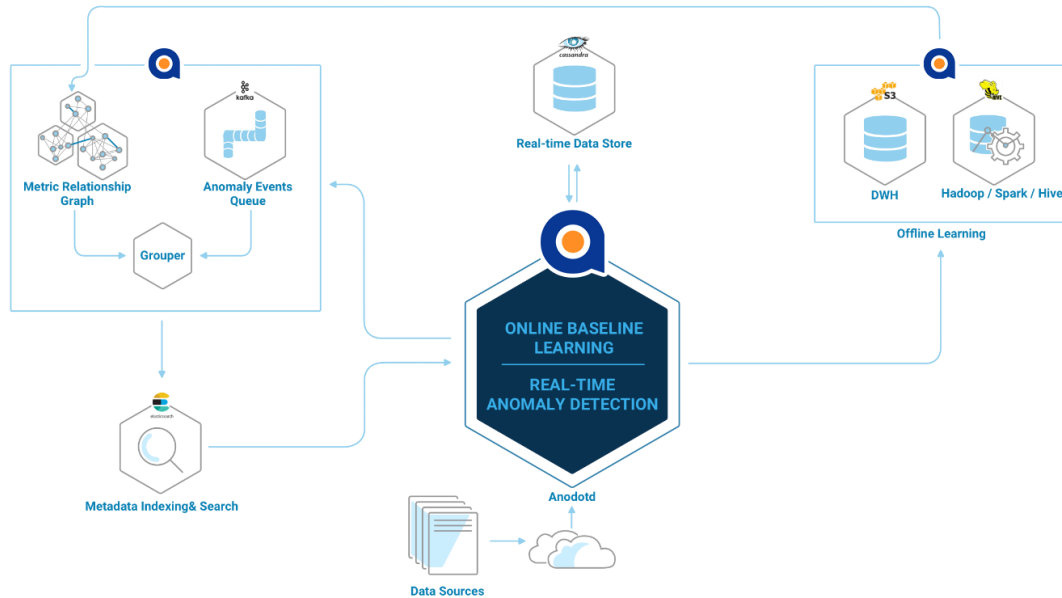 cassandra
Real-time Data Store
kafka
S3
HIVE
Metric Relationship
Graph
Anomaly Events
Queue
DWH
Hadoop / Spark / Hive
Offline Learning
Grouper
ONLINE BASELINE
LEARNING
REAL-TIME
ANOMALY DETECTION
elasticsearch
Metadata Indexing& Search
Anodotd
Data Sources